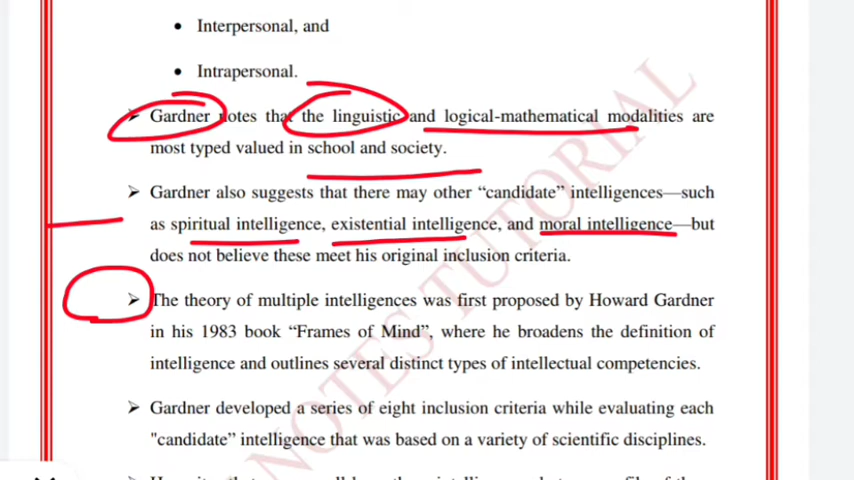 • Interpersonal, and
• Intrapersonal.
➢ Gardner notes that the linguistic and logical-mathematical modalities are
most typed valued in school and society.
➢ Gardner also suggests that there may other “candidate” intelligences—such
as spiritual intelligence, existential intelligence, and moral intelligence—but
does not believe these meet his original inclusion criteria.
➢ The theory of multiple intelligences was first proposed by Howard Gardner
in his 1983 book “Frames of Mind”, where he broadens the definition of
intelligence and outlines several distinct types of intellectual competencies.
➢ Gardner developed a series of eight inclusion criteria while evaluating each
"candidate” intelligence that was based on a variety of scientific disciplines.
NOTES TUTORIAL